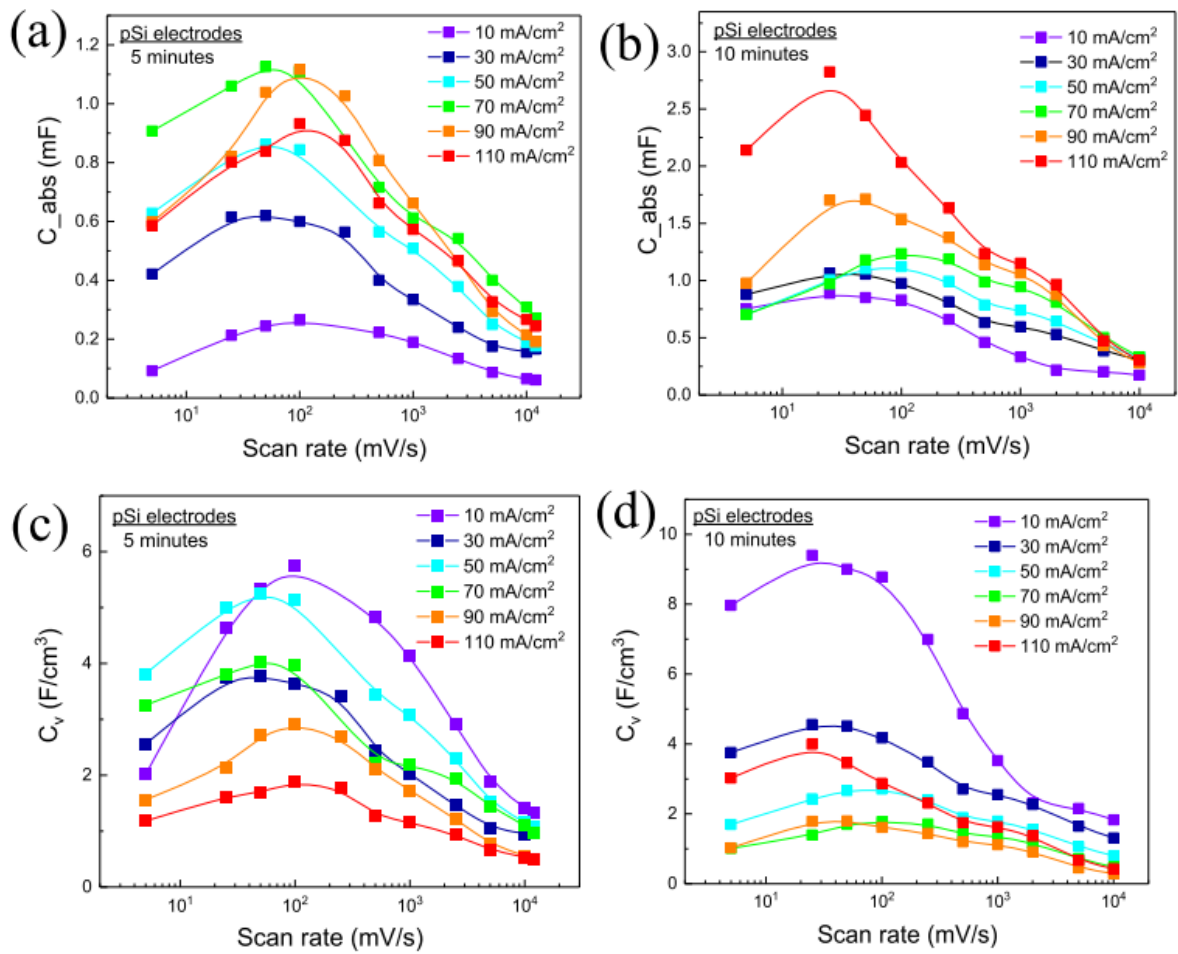 (a)
pSi electrodes
5 minutes
10 mA/cm²
30 mA/cm²
50 mA/cm²
70 mA/cm²
90 mA/cm²
110 mA/cm²
1.2
1.0
0.8
0.6
0.4
0.2
0.0
C_abs (mF)
10¹
10²
10³
10⁴
Scan rate (mV/s)
(b)
pSi electrodes
10 minutes
10 mA/cm²
30 mA/cm²
50 mA/cm²
70 mA/cm²
90 mA/cm²
110 mA/cm²
3.0
2.5
2.0
1.5
1.0
0.5
0.0
C_abs (mF)
10¹
10²
10³
10⁴
Scan rate (mV/s)
(c)
pSi electrodes
5 minutes
10 mA/cm²
30 mA/cm²
50 mA/cm²
70 mA/cm²
90 mA/cm²
110 mA/cm²
6
4
2
0
Cᵥ (F/cm³)
10¹
10²
10³
10⁴
Scan rate (mV/s)
(d)
pSi electrodes
10 minutes
10 mA/cm²
30 mA/cm²
50 mA/cm²
70 mA/cm²
90 mA/cm²
110 mA/cm²
10
8
6
4
2
0
Cᵥ (F/cm³)
10¹
10²
10³
10⁴
Scan rate (mV/s)